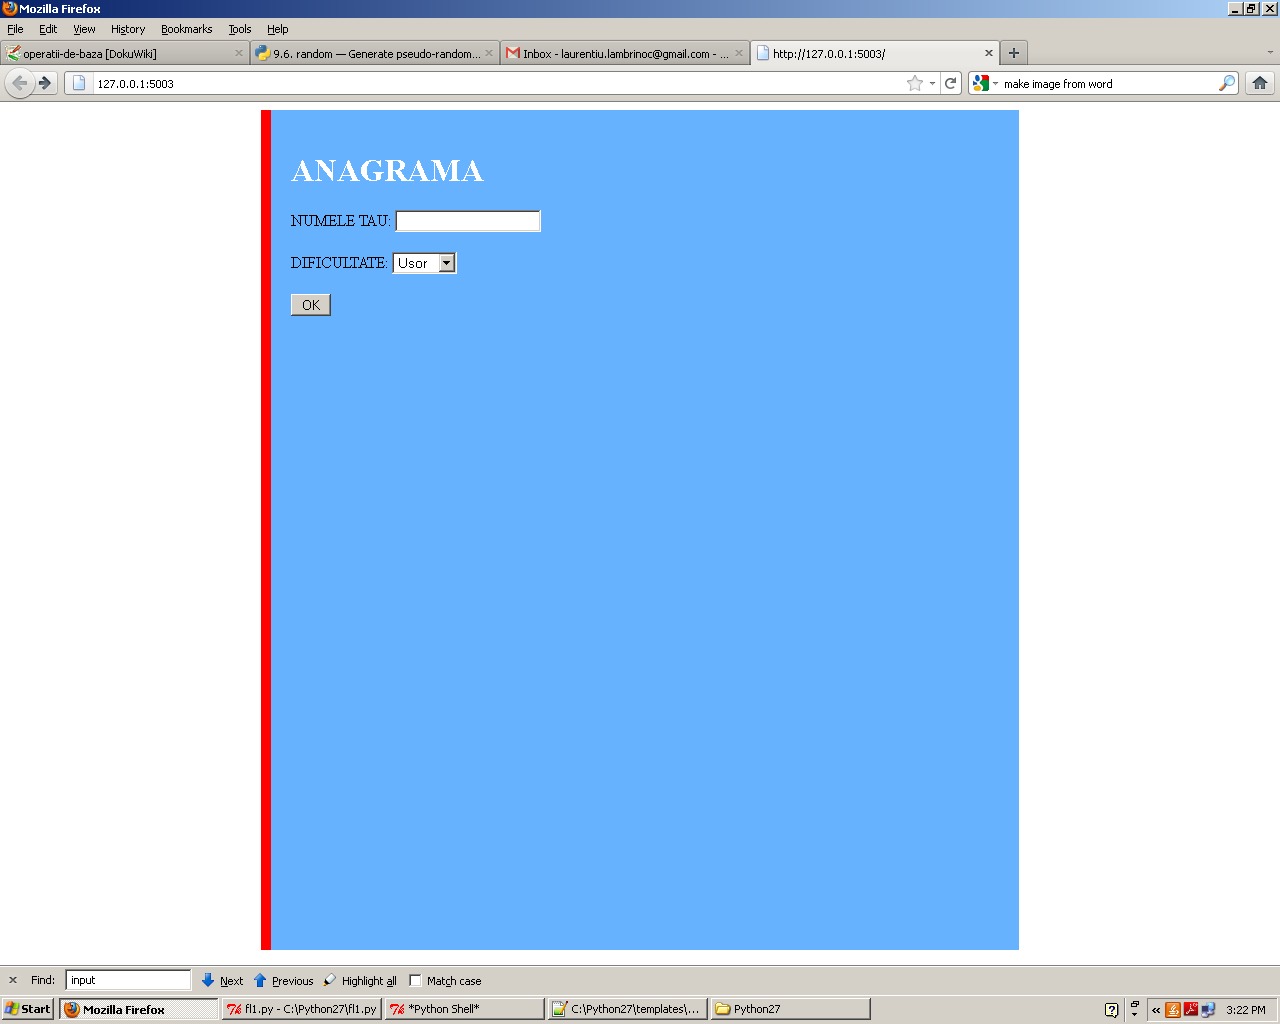 Mozilla Firefox
File Edit View History Bookmarks Tools Help
operatii-de-baza [DokuWiki] 9.6. random — Generate pseudo-random... Inbox - laurentiu.lambrinoc@gmail.com - ... http://127.0.0.1:5003/
127.0.0.1:5003 make image from word
ANAGRAMA
NUMELE TAU:
DIFICULTATE: Usor
OK
Find: input Next Previous Highlight all Match case
Start Mozilla Firefox fl1.py - C:\Python27\fl1.py *Python Shell* C:\Python27\templates\... Python27 3:22 PM